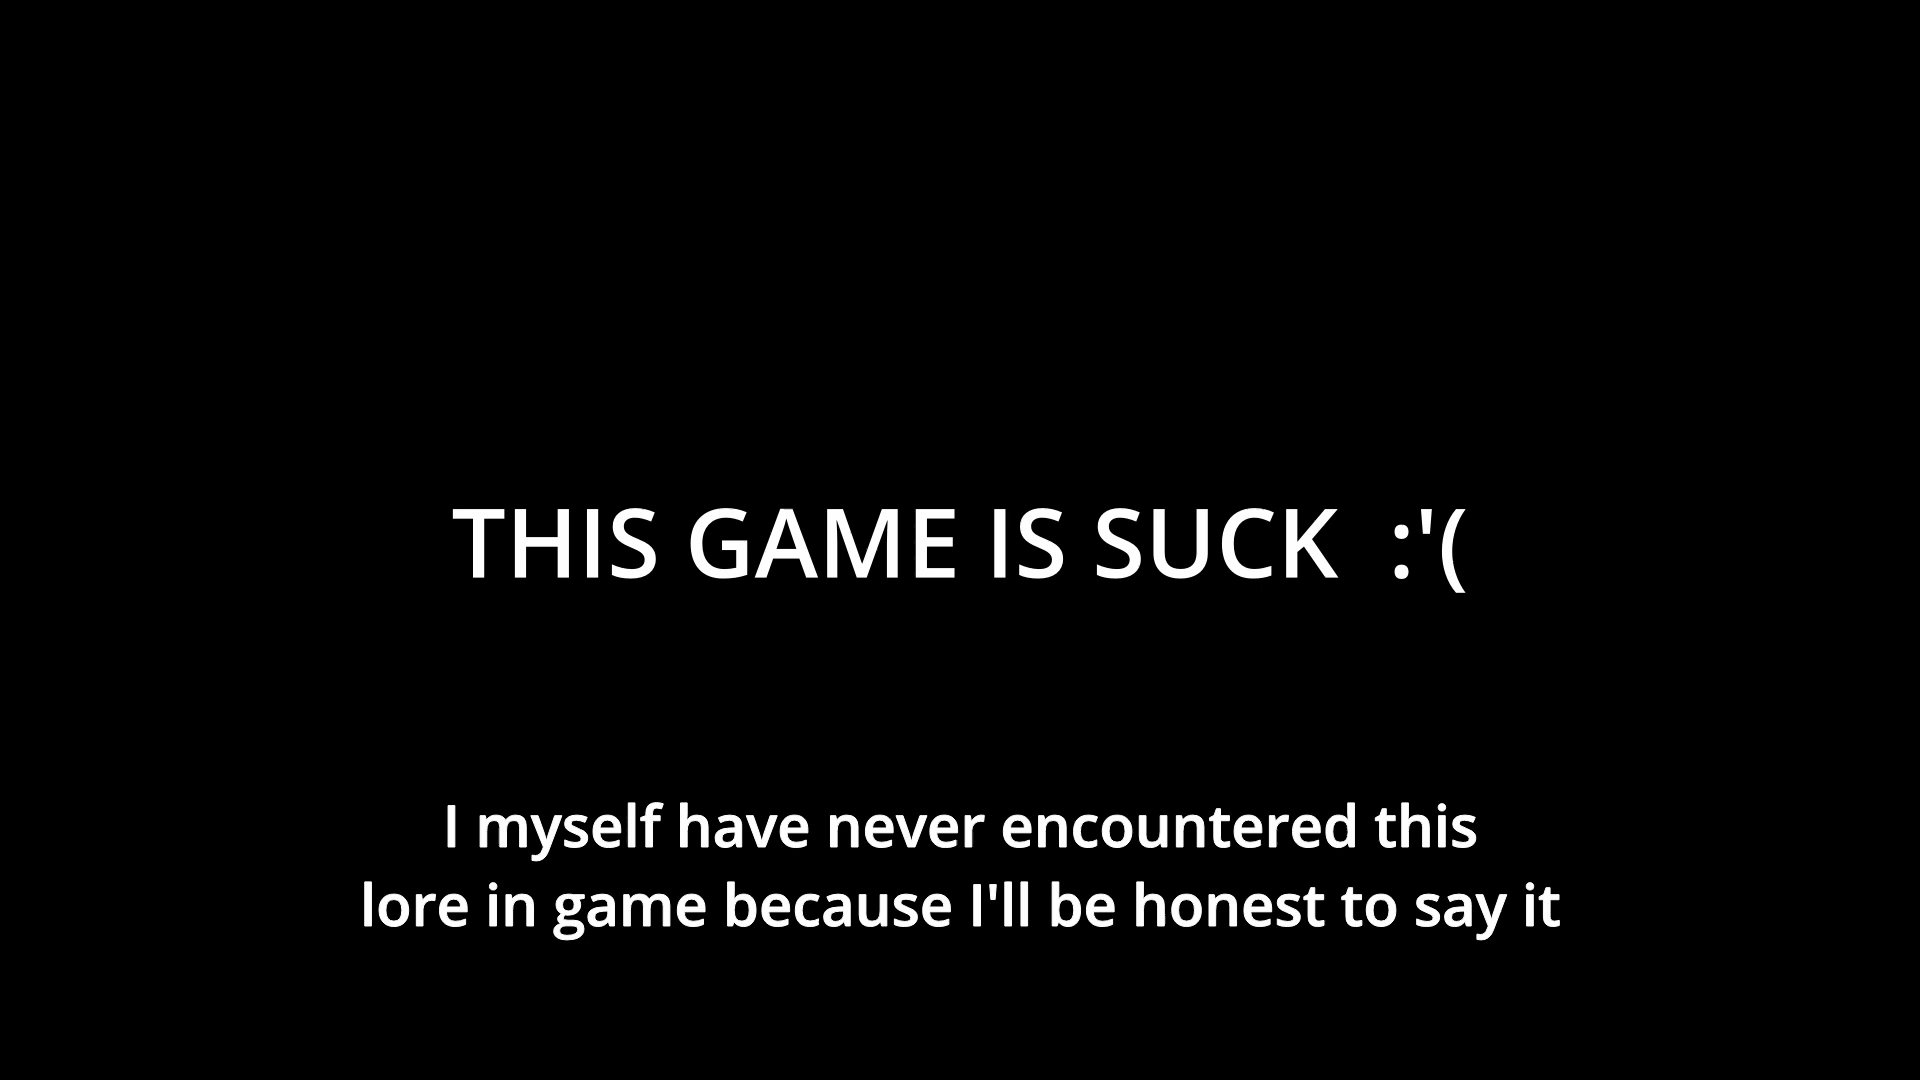 THIS GAME IS SUCK  :'(
I myself have never encountered this
lore in game because I'll be honest to say it